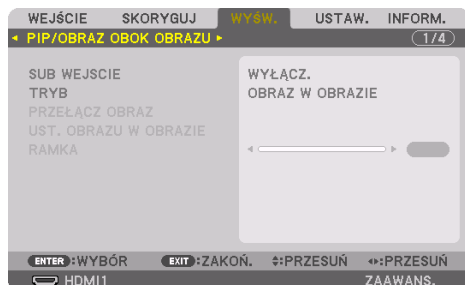 WEJŚCIE SKORYGUJ WYŚW. USTAW. INFORM.
PIP/OBRAZ OBOK OBRAZU 1/4
SUB WEJSCIE WYŁĄCZ.
TRYB OBRAZ W OBRAZIE
PRZEŁĄCZ OBRAZ
UST. OBRAZU W OBRAZIE
RAMKA
ENTER :WYBÓR EXIT :ZAKOŃ. :PRZESUŃ :PRZESUŃ
HDMI1 ZAAWANS.